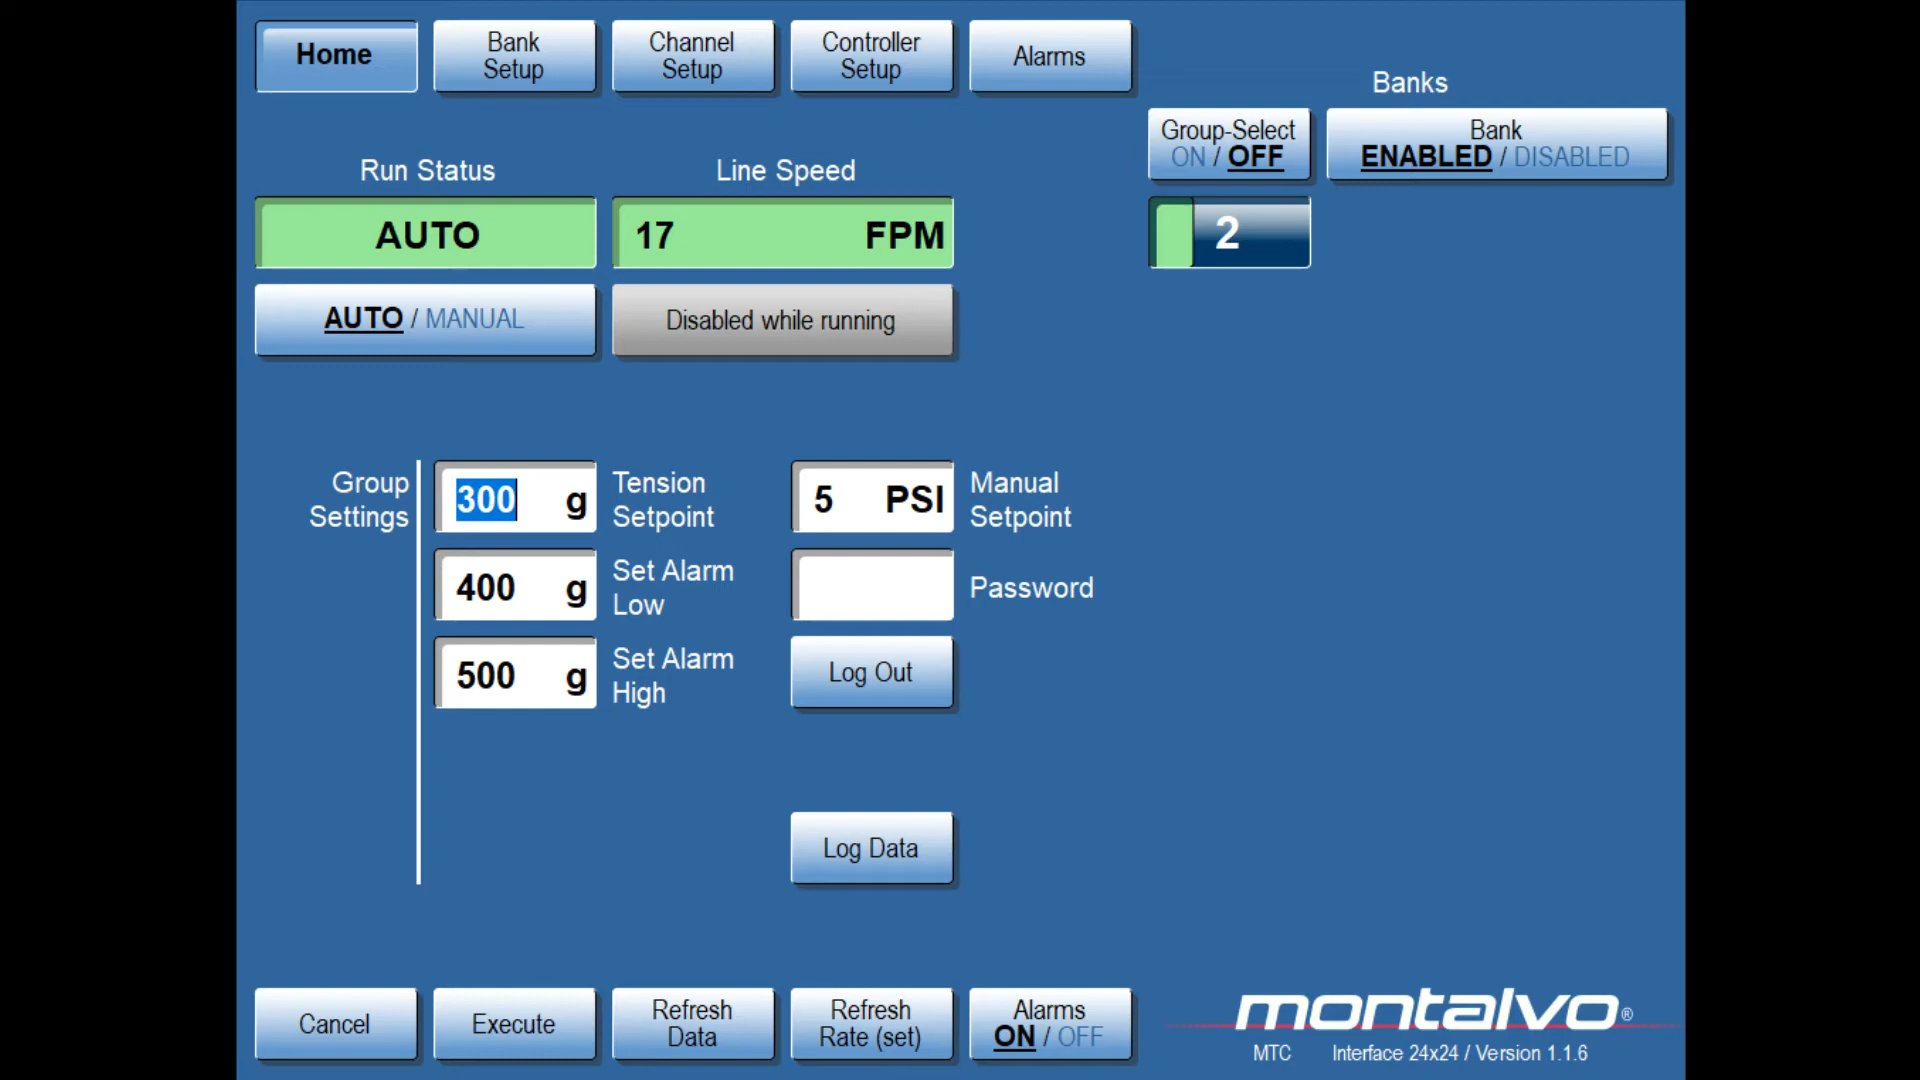 Home
Bank
Setup
Channel
Setup
Controller
Setup
Alarms
Banks
Group-Select
ON / OFF
Bank
ENABLED / DISABLED
Run Status
Line Speed
AUTO
17 FPM
2
AUTO / MANUAL
Disabled while running
Group
Settings
300 g
Tension
Setpoint
5 PSI
Manual
Setpoint
400 g
Set Alarm
Low
Password
500 g
Set Alarm
High
Log Out
Log Data
Cancel
Execute
Refresh
Data
Refresh
Rate (set)
Alarms
ON / OFF
montalvo®
MTC Interface 24x24 / Version 1.1.6